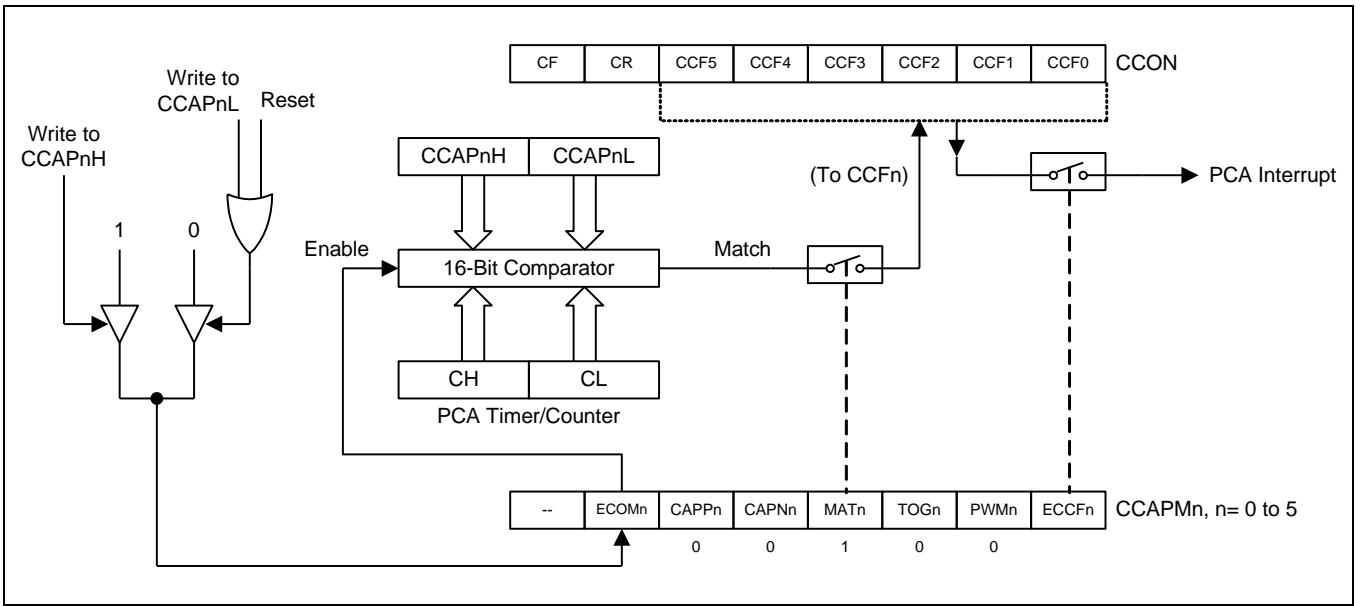 CF CR CCF5 CCF4 CCF3 CCF2 CCF1 CCF0 CCON
Write to
CCAPnL
Reset
Write to
CCAPnH
CCAPnH CCAPnL
(To CCFn)
PCA Interrupt
1 0
Enable
16-Bit Comparator
Match
CH CL
PCA Timer/Counter
-- ECOMn CAPPn CAPNn MATn TOGn PWMn ECCFn CCAPMn, n= 0 to 5
0 0 1 0 0